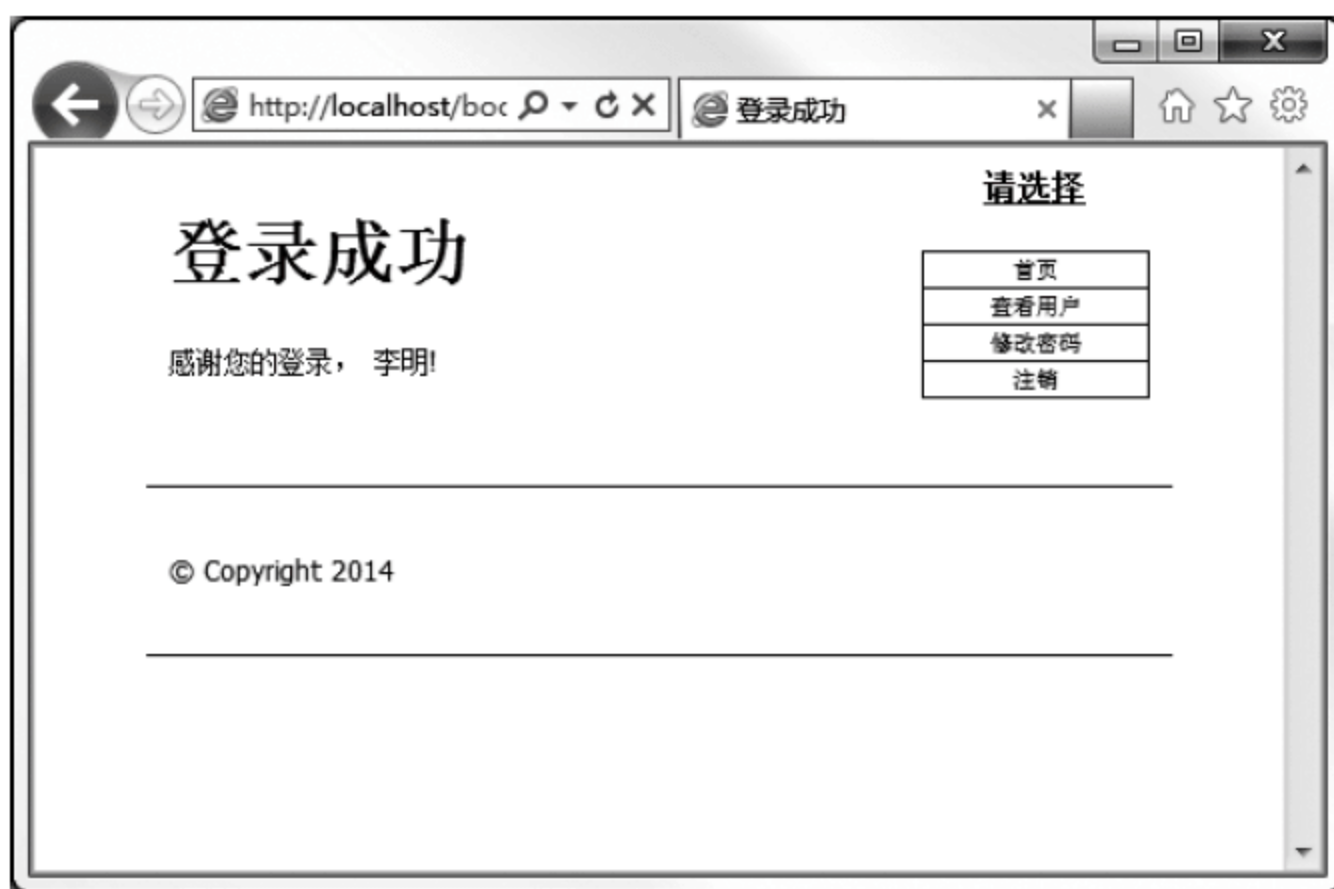 http://localhost/boc
登录成功
请选择
登录成功
首页
查看用户
修改密码
注销
感谢您的登录， 李明!
© Copyright 2014